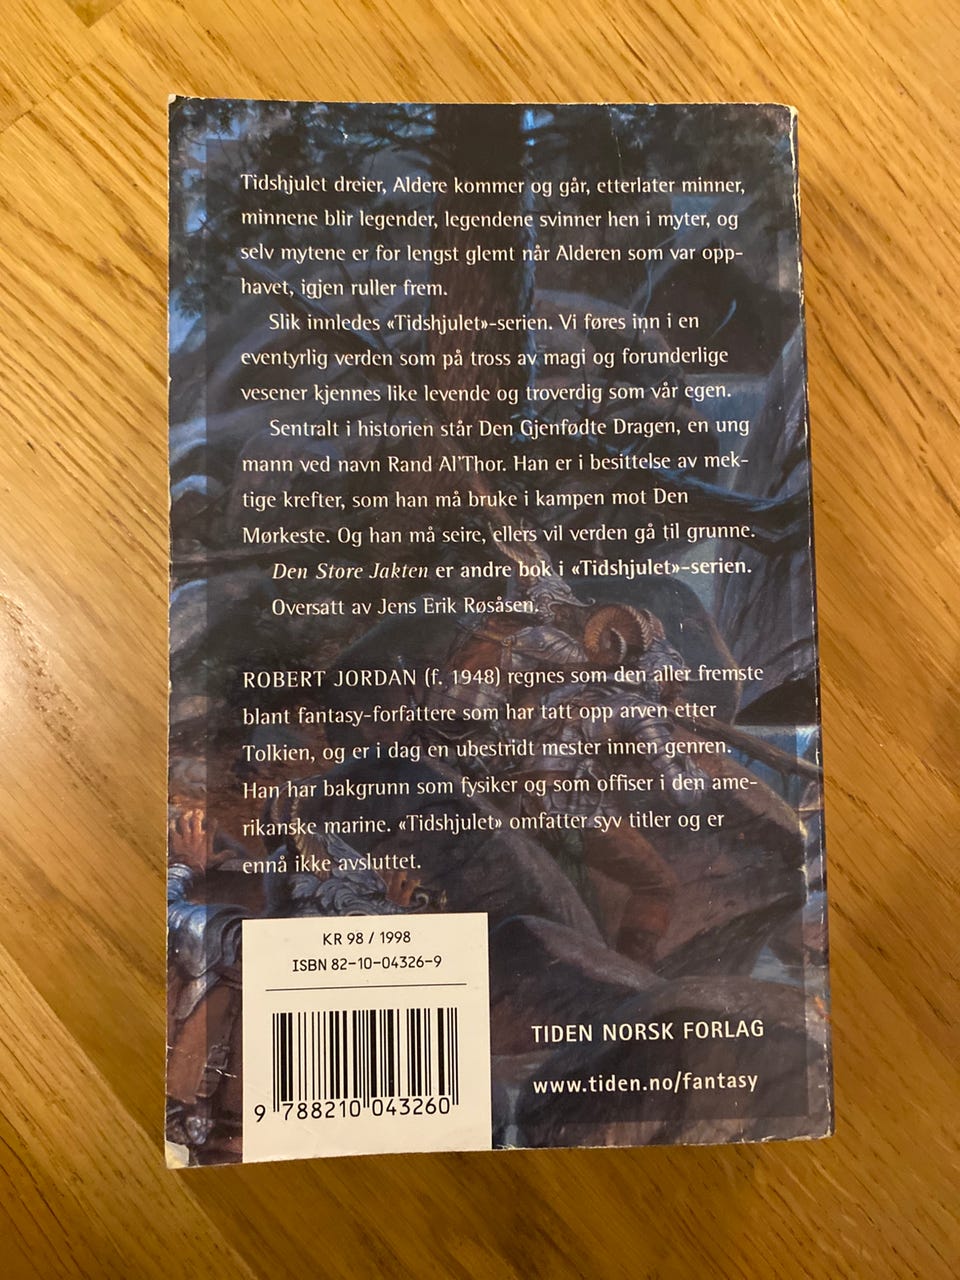 Tidshjulet dreier, Aldere kommer og går, etterlater minner,
minnene blir legender, legendene svinner hen i myter, og
selv mytene er for lengst glemt når Alderen som var opp-
havet, igjen ruller frem.
Slik innledes «Tidshjulet»-serien. Vi føres inn i en
eventyrlig verden som på tross av magi og forunderlige
vesener kjennes like levende og troverdig som vår egen.
Sentralt i historien står Den Gjenfødte Dragen, en ung
mann ved navn Rand Al'Thor. Han er i besittelse av mek-
tige krefter, som han må bruke i kampen mot Den
Mørkeste. Og han må seire, ellers vil verden gå til grunne.
Den Store Jakten er andre bok i «Tidshjulet»-serien.
Oversatt av Jens Erik Røsåsen.
ROBERT JORDAN (f. 1948) regnes som den aller fremste
blant fantasy-forfattere som har tatt opp arven etter
Tolkien, og er i dag en ubestridt mester innen genren.
Han har bakgrunn som fysiker og som offiser i den ame-
rikanske marine. «Tidshjulet» omfatter syv titler og er
ennå ikke avsluttet.
KR 98 / 1998
ISBN 82-10-04326-9
9 788210 043260
TIDEN NORSK FORLAG
www.tiden.no/fantasy